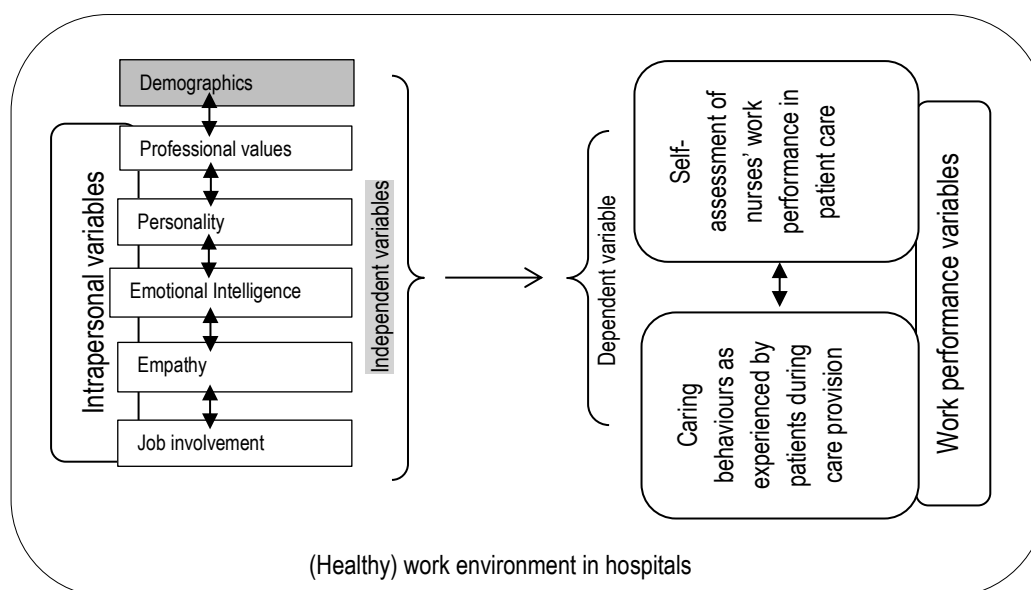 Demographics
Intrapersonal variables
Professional values
Personality
Emotional Intelligence
Empathy
Job involvement
Independent variables
Dependent variable
Self-
assessment of
nurses’ work
performance in
patient care
Caring
behaviours as
experienced by
patients during
care provision
Work performance variables
(Healthy) work environment in hospitals